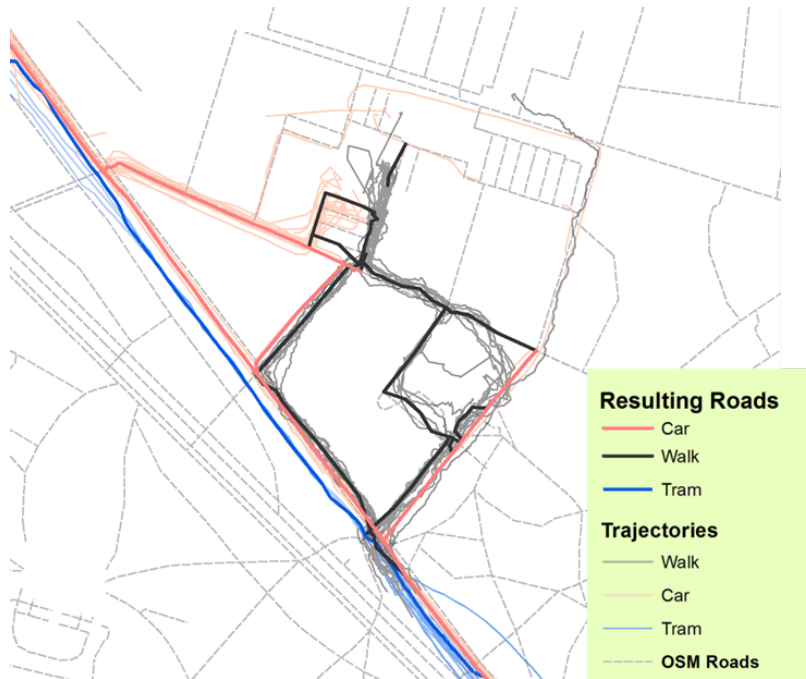 Resulting Roads
Car
Walk
Tram
Trajectories
Walk
Car
Tram
OSM Roads